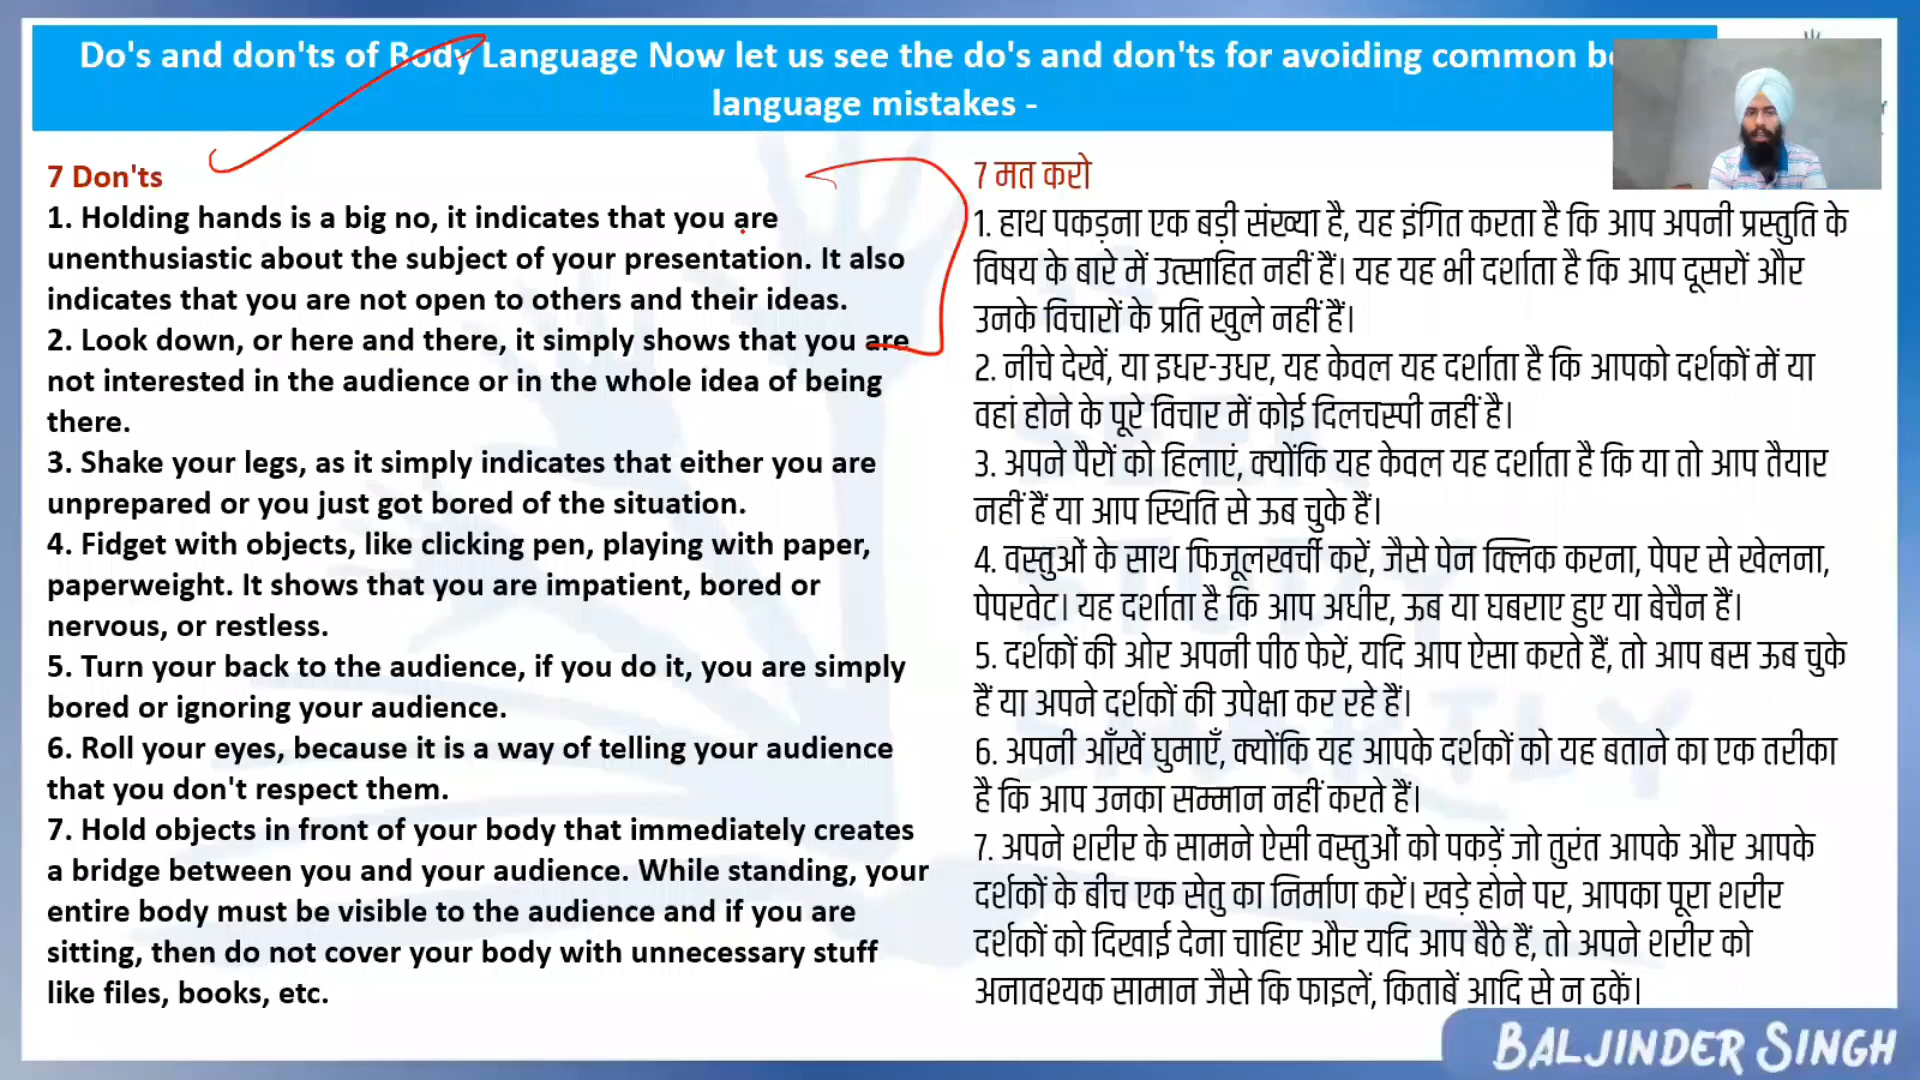 Do's and don'ts of Body Language Now let us see the do's and don'ts for avoiding common
language mistakes -
7 Don'ts
1. Holding hands is a big no, it indicates that you are
unenthusiastic about the subject of your presentation. It also
indicates that you are not open to others and their ideas.
2. Look down, or here and there, it simply shows that you are
not interested in the audience or in the whole idea of being
there.
3. Shake your legs, as it simply indicates that either you are
unprepared or you just got bored of the situation.
4. Fidget with objects, like clicking pen, playing with paper,
paperweight. It shows that you are impatient, bored or
nervous, or restless.
5. Turn your back to the audience, if you do it, you are simply
bored or ignoring your audience.
6. Roll your eyes, because it is a way of telling your audience
that you don't respect them.
7. Hold objects in front of your body that immediately creates
a bridge between you and your audience. While standing, your
entire body must be visible to the audience and if you are
sitting, then do not cover your body with unnecessary stuff
like files, books, etc.
7 मत करो
1. हाथ पकड़ना एक बड़ी संख्या है, यह इंगित करता है कि आप अपनी प्रस्तुति के
विषय के बारे में उत्साहित नहीं हैं। यह यह भी दर्शाता है कि आप दूसरों और
उनके विचारों के प्रति खुले नहीं हैं।
2. नीचे देखें, या इधर-उधर, यह केवल यह दर्शाता है कि आपको दर्शकों में या
वहां होने के पूरे विचार में कोई दिलचस्पी नहीं है।
3. अपने पैरों को हिलाएं, क्योंकि यह केवल यह दर्शाता है कि या तो आप तैयार
नहीं हैं या आप स्थिति से ऊब चुके हैं।
4. वस्तुओं के साथ फिजूलखर्ची करें, जैसे पेन क्लिक करना, पेपर से खेलना,
पेपरवेट। यह दर्शाता है कि आप अधीर, ऊब या घबराए हुए या बेचैन हैं।
5. दर्शकों की ओर अपनी पीठ फेरें, यदि आप ऐसा करते हैं, तो आप बस ऊब चुके
हैं या अपने दर्शकों की उपेक्षा कर रहे हैं।
6. अपनी आँखें घुमाएँ, क्योंकि यह आपके दर्शकों को यह बताने का एक तरीका
है कि आप उनका सम्मान नहीं करते हैं।
7. अपने शरीर के सामने ऐसी वस्तुओं को पकड़ें जो तुरंत आपके और आपके
दर्शकों के बीच एक सेतु का निर्माण करें। खड़े होने पर, आपका पूरा शरीर
दर्शकों को दिखाई देना चाहिए और यदि आप बैठे हैं, तो अपने शरीर को
अनावश्यक सामान जैसे कि फाइलें, किताबें आदि से न ढकें।
BALJINDER SINGH